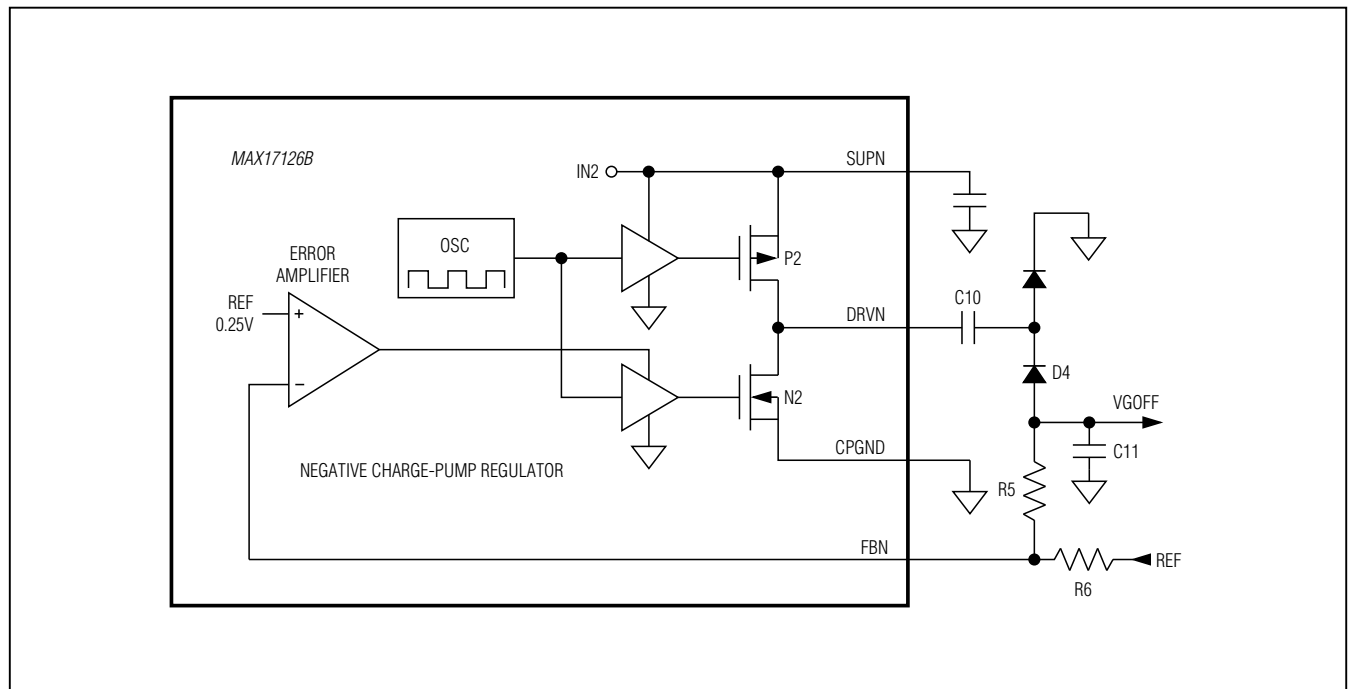 MAX17126B
IN2
SUPN
OSC
ERROR
AMPLIFIER
REF
0.25V
+
−
P2
DRVN
C10
D4
N2
VGOFF
CPGND
C11
NEGATIVE CHARGE-PUMP REGULATOR
R5
FBN
REF
R6